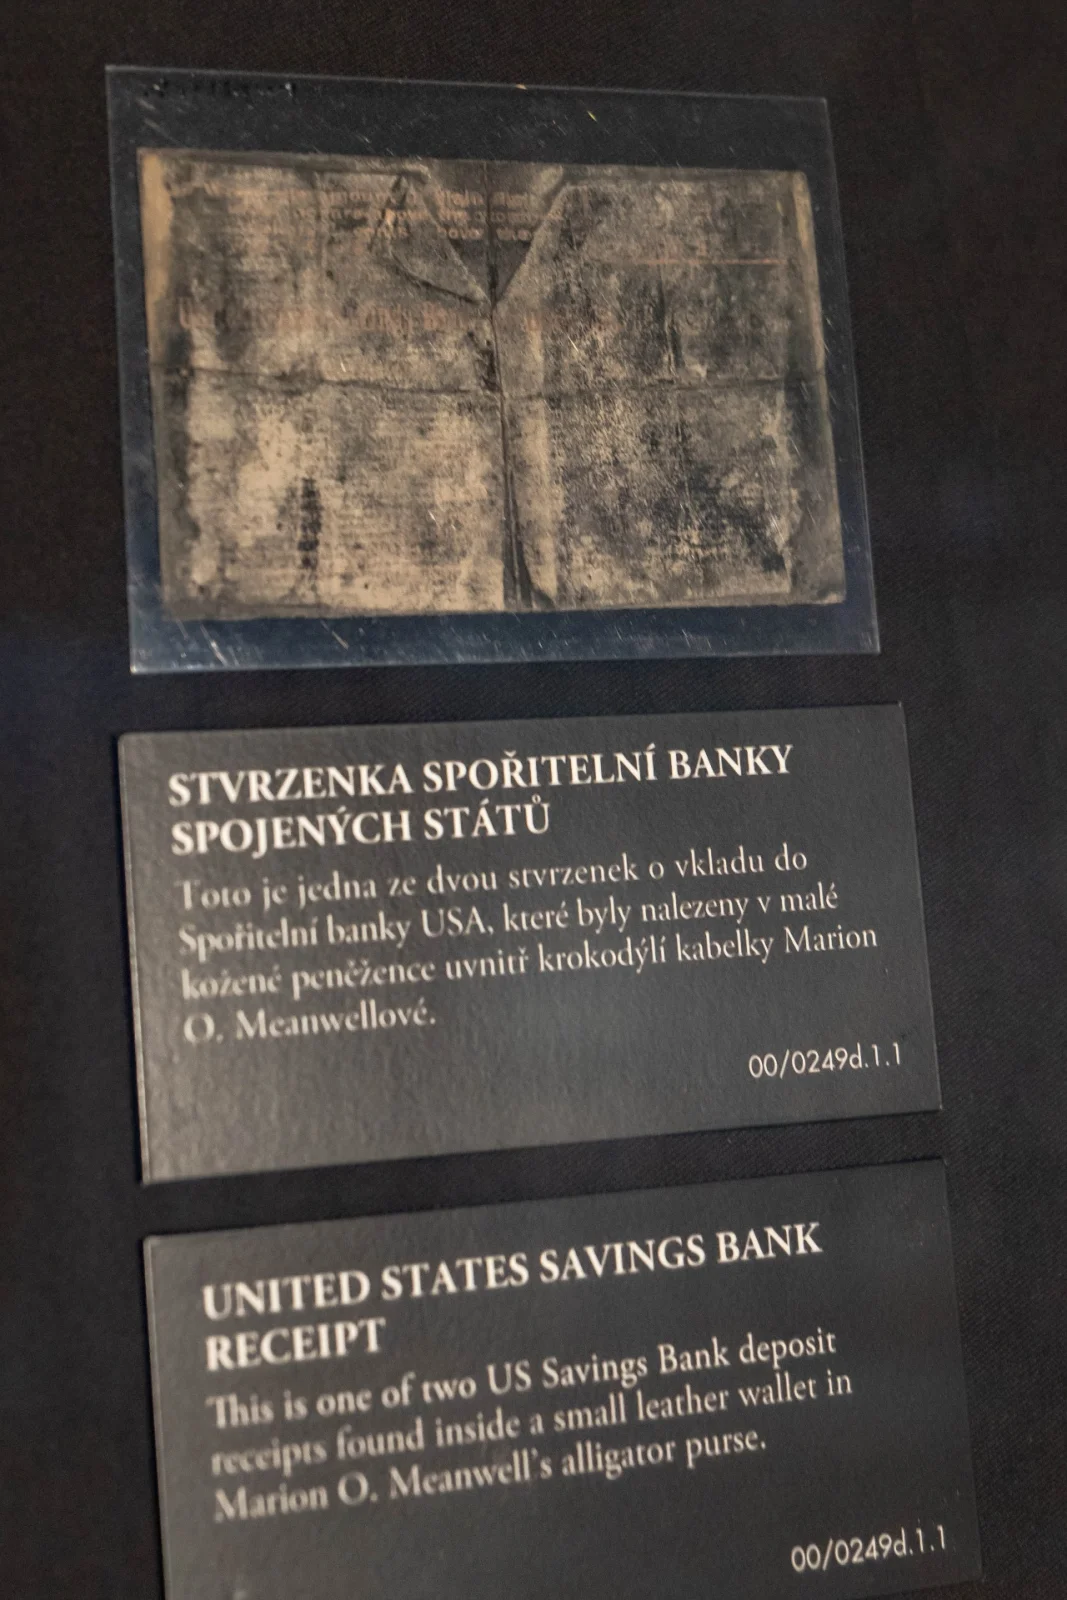 STVRZENKA SPOŘITELNÍ BANKY
SPOJENÝCH STÁTŮ
Toto je jedna ze dvou stvrzenek o vkladu do
Spořitelní banky USA, které byly nalezeny v malé
kožené peněžence uvnitř krokodýlí kabelky Marion
O. Meanwellové.
00/0249d.1.1
UNITED STATES SAVINGS BANK
RECEIPT
This is one of two US Savings Bank deposit
receipts found inside a small leather wallet in
Marion O. Meanwell's alligator purse.
00/0249d.1.1